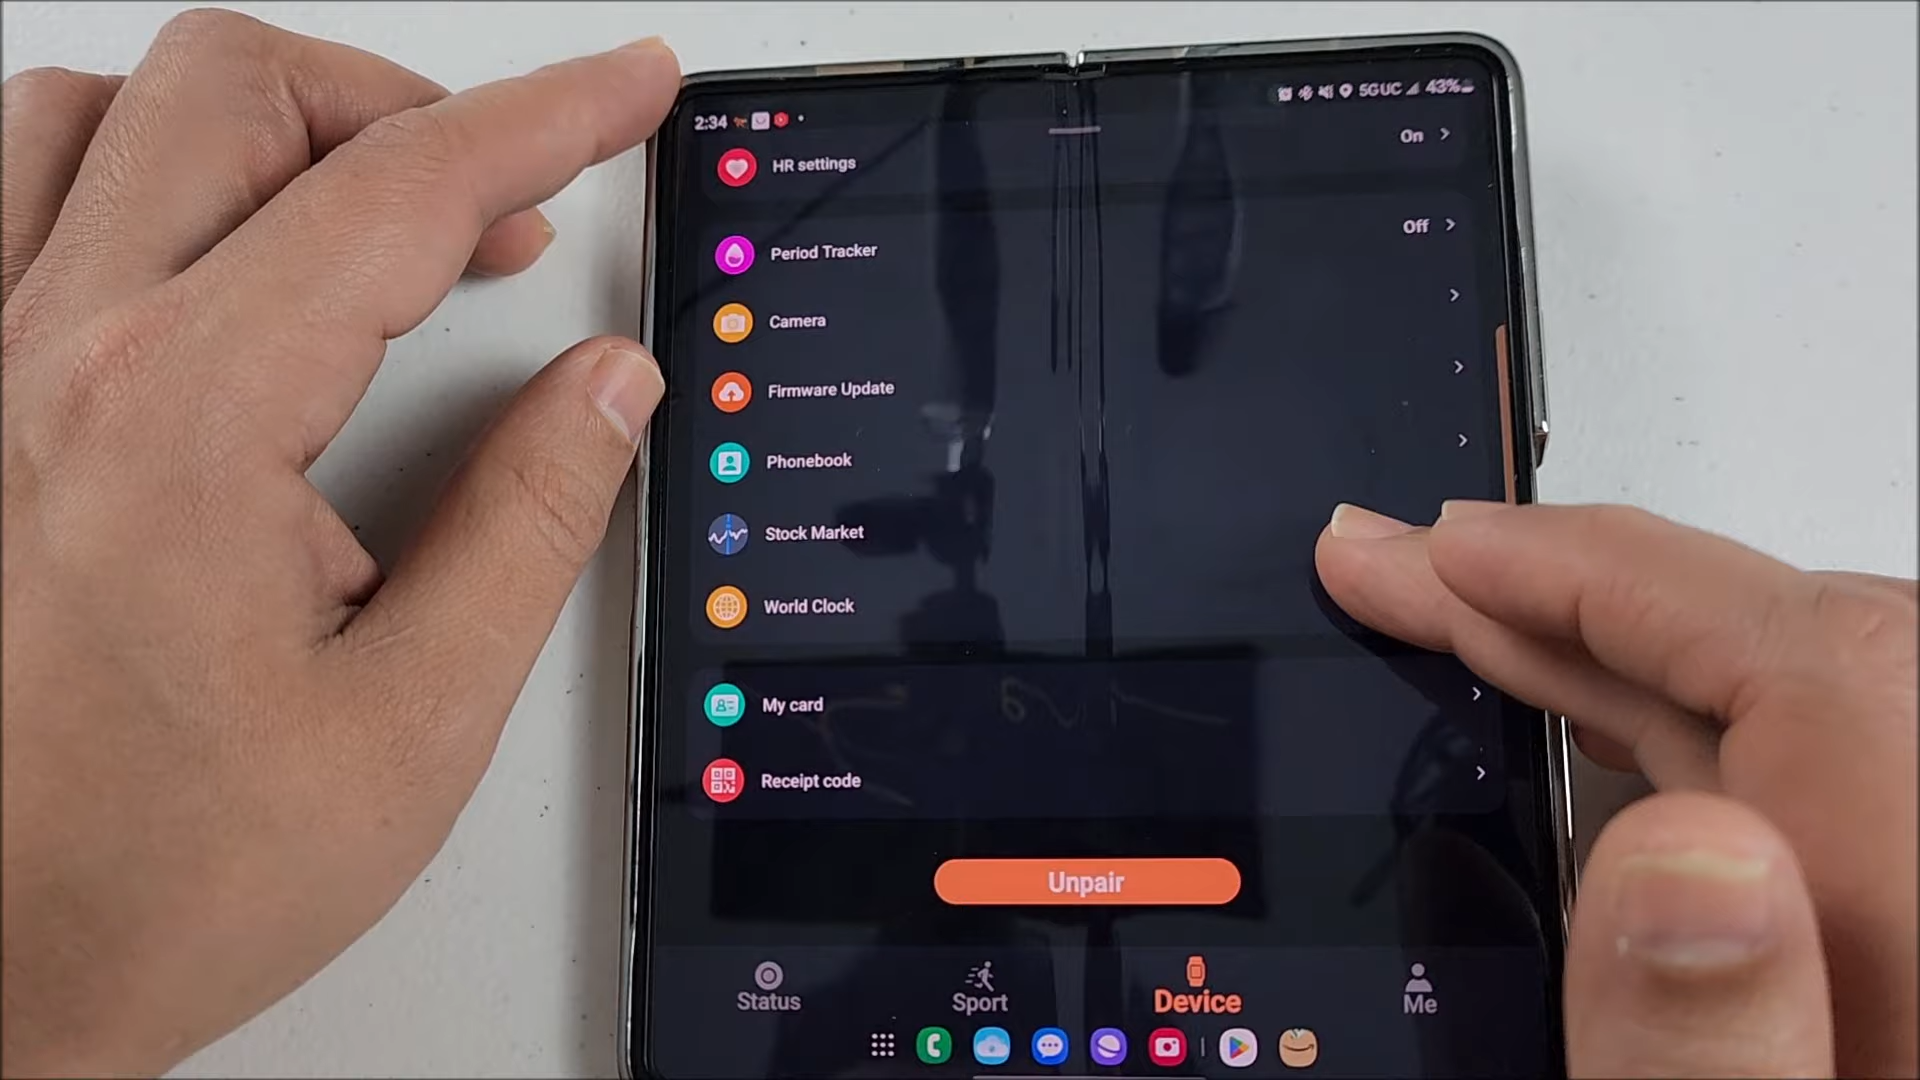 2:34 5GUC 43%
On
HR settings
Off
Period Tracker
Camera
Firmware Update
Phonebook
Stock Market
World Clock
My card
Receipt code
Unpair
Status Sport Device Me